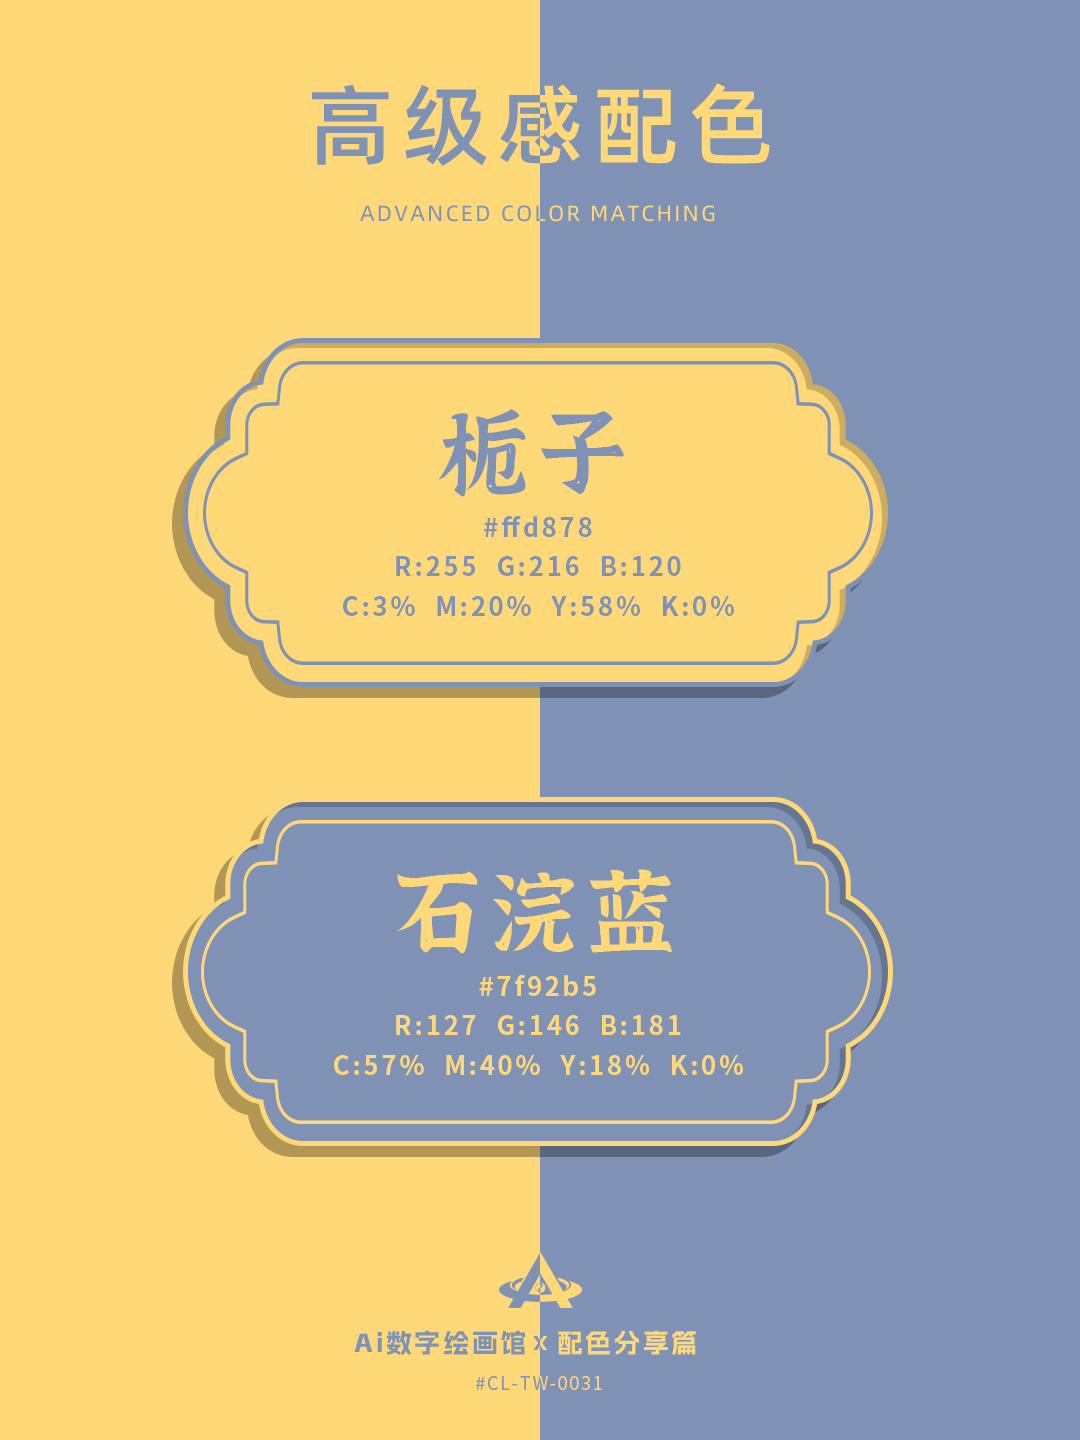 高级感配色
ADVANCED COLOR MATCHING
栀子
#ffd878
R:255 G:216 B:120
C:3% M:20% Y:58% K:0%
石浣蓝
#7f92b5
R:127 G:146 B:181
C:57% M:40% Y:18% K:0%
Ai数字绘画馆 x 配色分享篇
#CL-TW-0031